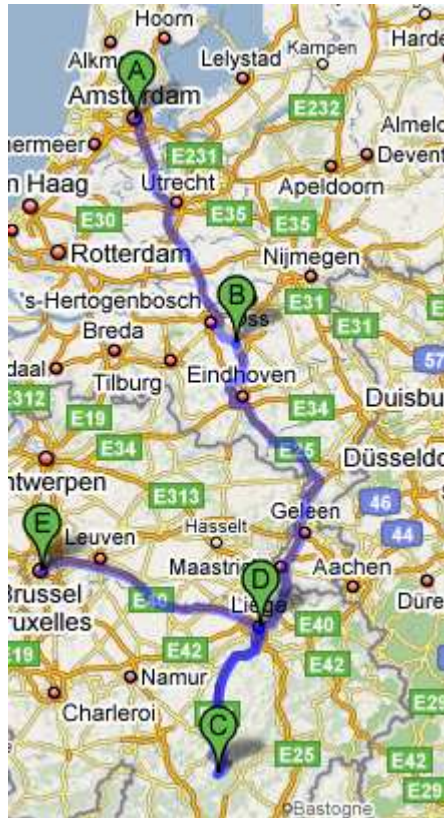 Hoorn
Alkm
A
Lelystad
Kampen
Harde
Amsterdam
E232
Almelo
ermeer
E231
Devent
m Haag
Utrecht
Apeldoorn
E30
E35
E35
Rotterdam
Nijmegen
's-Hertogenbosch
B
Oss
E31
Breda
E31
57
daal
Tilburg
Eindhoven
E312
E34
Duisbu
E19
E34
E25
Düsseldo
ntwerpen
E313
46
Geleen
E
Hasselt
44
Leuven
Maastri
D
Aachen
Brussel
E40
Liège
Düre
ruxelles
E40
E42
E42
E19
Namur
Charleroi
E29
C
E25
E42
Bastogne
E29